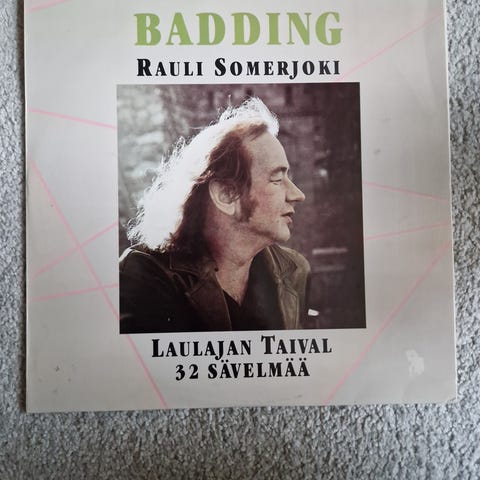 BADDING
RAULI SOMERJOKI
LAULAJAN TAIVAL
32 SÄVELMÄÄ